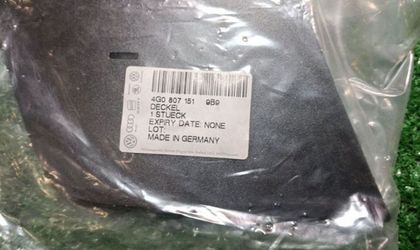 4G0 807 151 9B9
DECKEL
1 STUECK
EXPIRY DATE: NONE
LOT:
MADE IN GERMANY